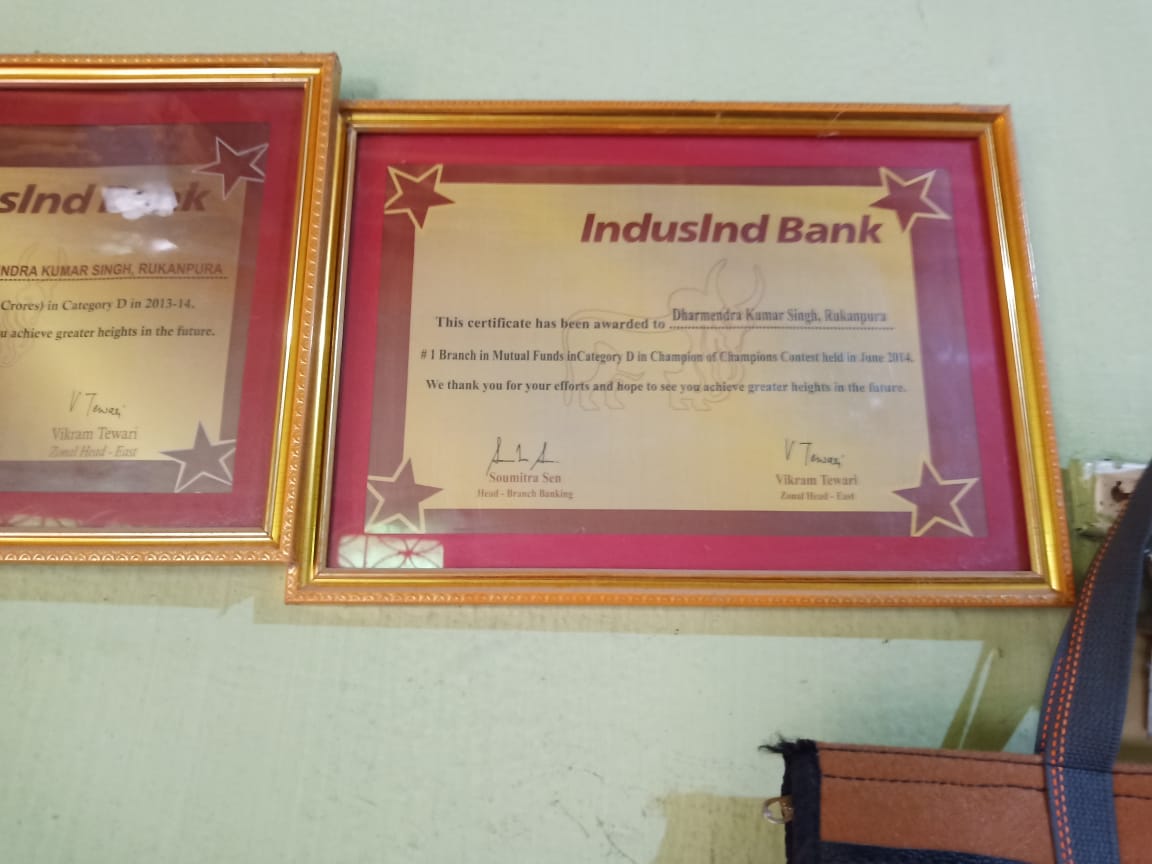 usInd Bank
NDRA KUMAR SINGH, RUKANPURA
Crores) in Category D in 2013-14.
u achieve greater heights in the future.
V Tewari
Vikram Tewari
Zonal Head - East
IndusInd Bank
This certificate has been awarded to Dharmendra Kumar Singh, Rukanpura
# 1 Branch in Mutual Funds inCategory D in Champion of Champions Contest held in June 2014.
We thank you for your efforts and hope to see you achieve greater heights in the future.
Soumitra Sen
Head - Branch Banking
V Tewari
Vikram Tewari
Zonal Head - East